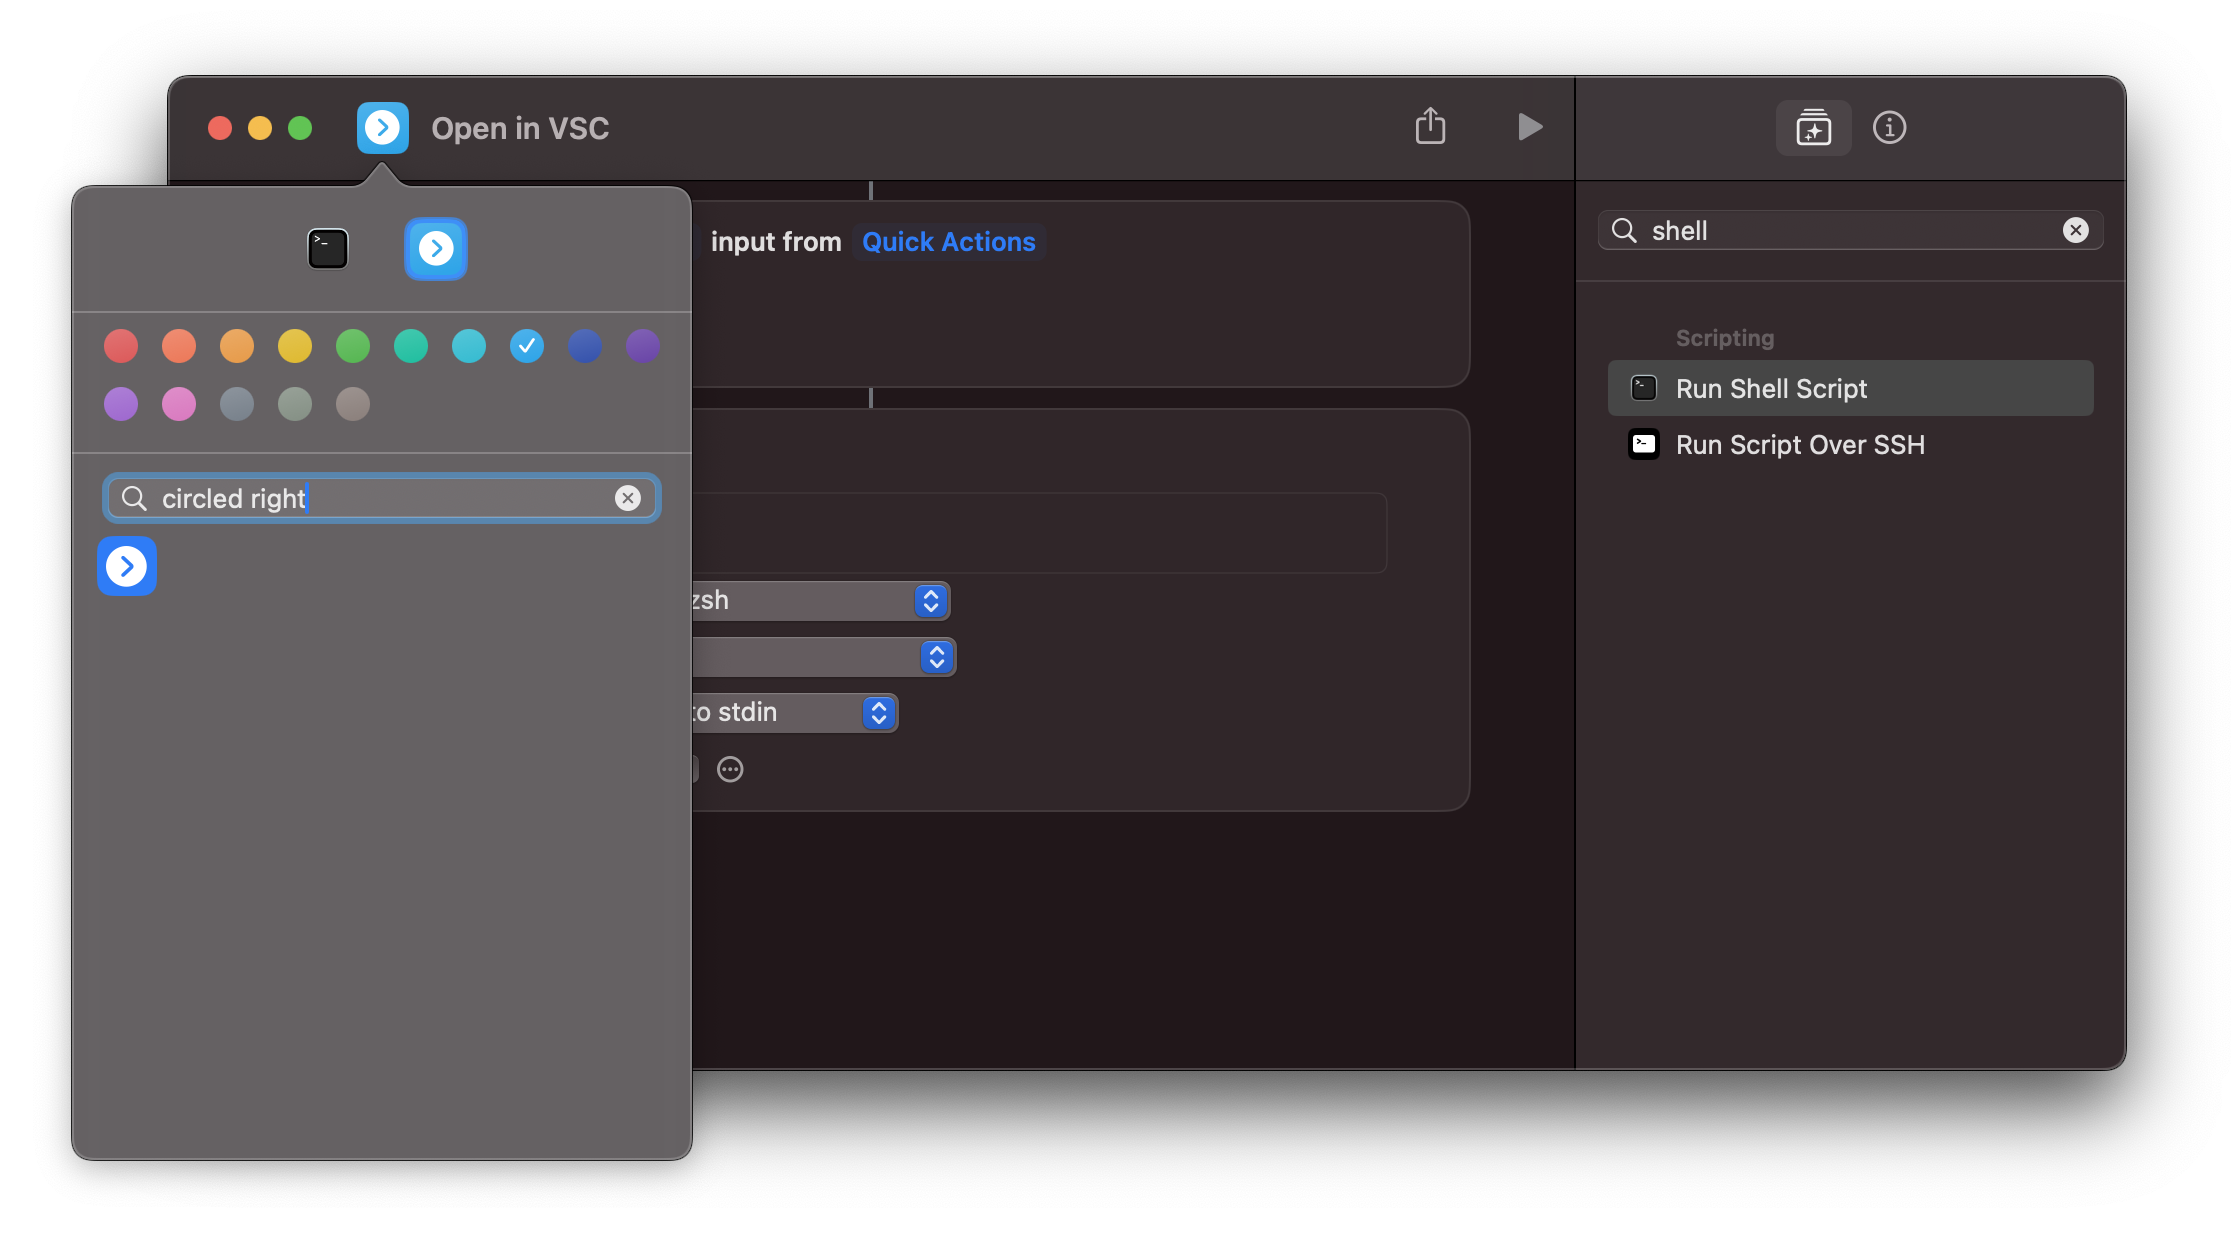 Open in VSC
circled right
input from Quick Actions
zsh
to stdin
shell
Scripting
Run Shell Script
Run Script Over SSH